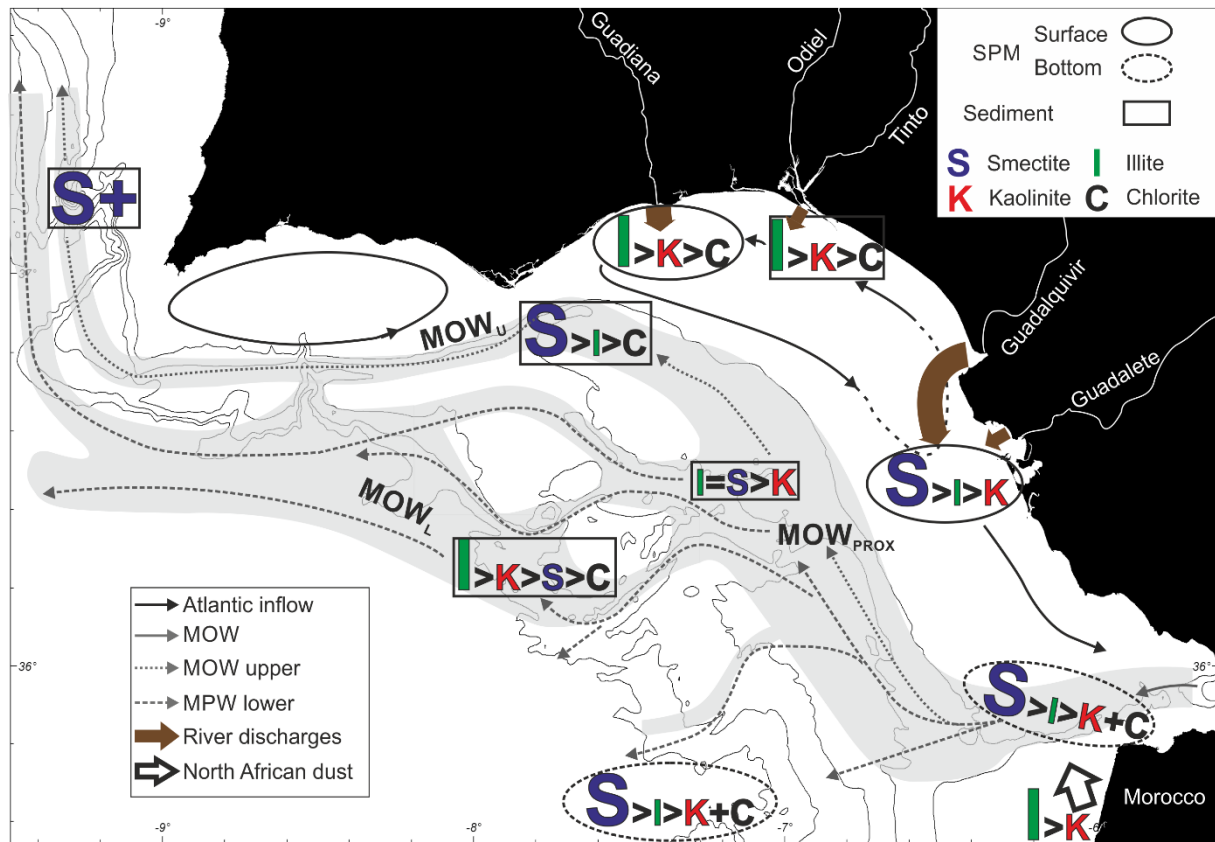 -9°
Guadiana
Odiel
Tinto
Guadalquivir
Guadalete
SPM
Surface
Bottom
Sediment
S Smectite
I Illite
K Kaolinite
C Chlorite
S+
I>K>C
I>K>C
37°
MOWU
S>I>C
S>I>K
I=S>K
MOWPROX
MOWL
I>K>S>C
Atlantic inflow
MOW
MOW upper
MPW lower
River discharges
North African dust
36°
36°
S>I>K+C
S>I>K+C
I>K
Morocco
-9°
-8°
-7°